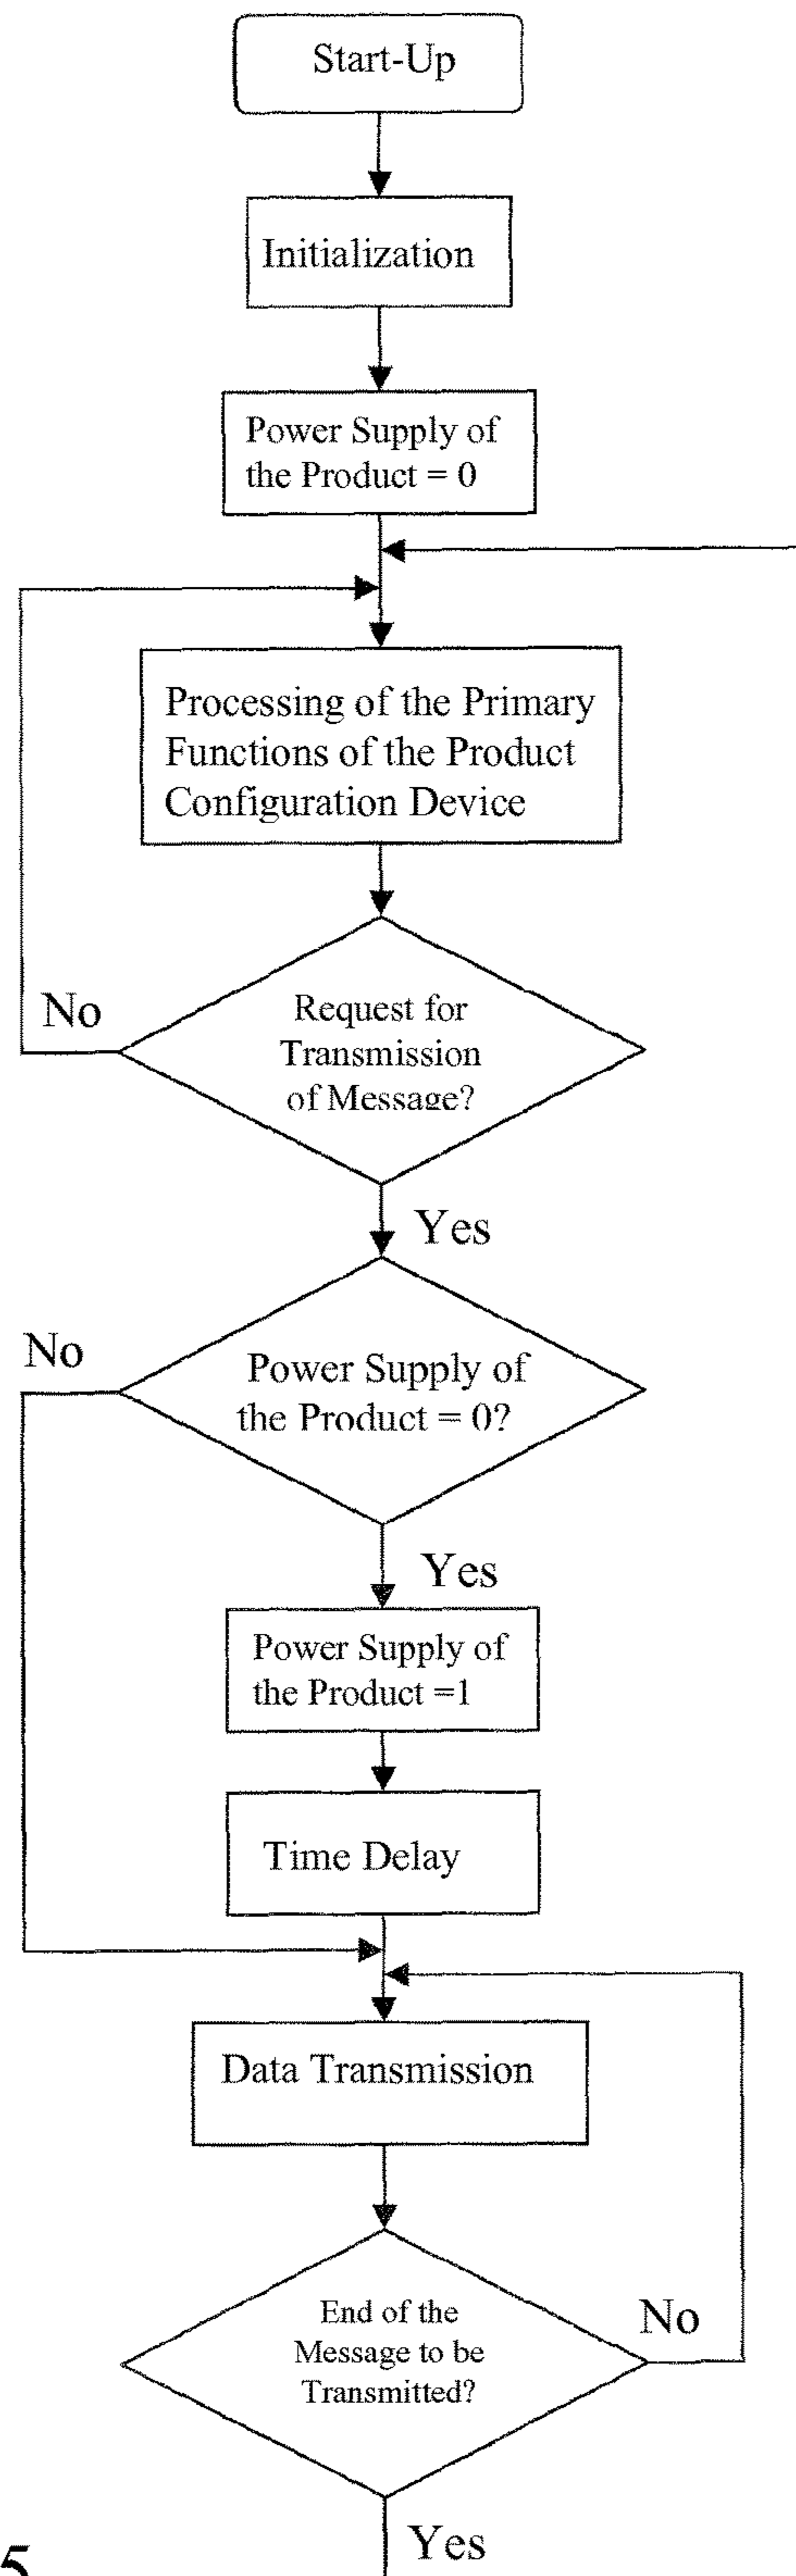 Start-Up
Initialization
Power Supply of
the Product = 0
Processing of the Primary
Functions of the Product
Configuration Device
Request for
Transmission
of Message?
No
Yes
Power Supply of
the Product = 0?
No
Yes
Power Supply of
the Product =1
Time Delay
Data Transmission
End of the
Message to be
Transmitted?
No
Yes
5